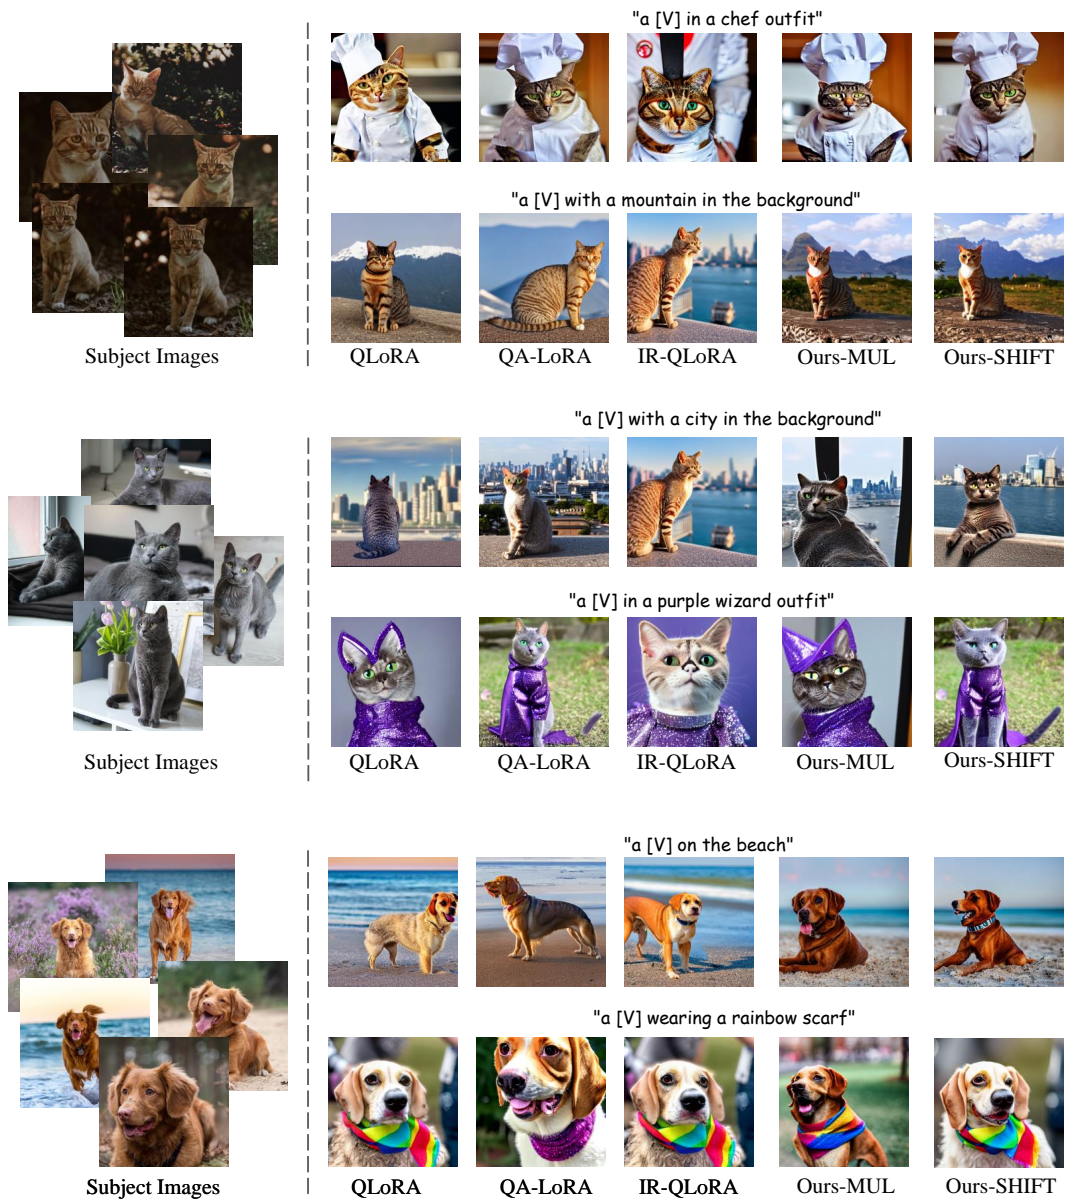 "a [V] in a chef outfit"
"a [V] with a mountain in the background"
Subject Images
QLoRA
QA-LoRA
IR-QLoRA
Ours-MUL
Ours-SHIFT
"a [V] with a city in the background"
"a [V] in a purple wizard outfit"
Subject Images
QLoRA
QA-LoRA
IR-QLoRA
Ours-MUL
Ours-SHIFT
"a [V] on the beach"
"a [V] wearing a rainbow scarf"
Subject Images
QLoRA
QA-LoRA
IR-QLoRA
Ours-MUL
Ours-SHIFT